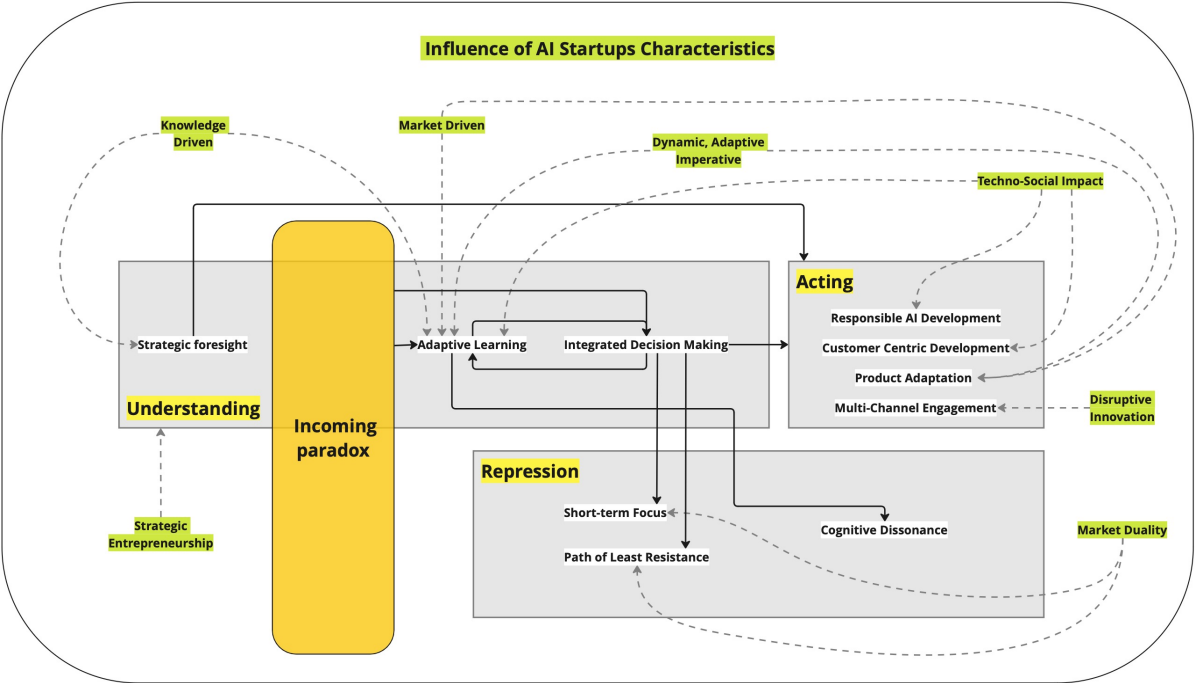 Influence of AI Startups Characteristics
Knowledge
Driven
Market Driven
Dynamic, Adaptive
Imperative
Techno-Social Impact
Acting
Responsible AI Development
Strategic foresight
Adaptive Learning
Integrated Decision Making
Customer Centric Development
Product Adaptation
Multi-Channel Engagement
Disruptive
Innovation
Understanding
Incoming
paradox
Repression
Short-term Focus
Cognitive Dissonance
Path of Least Resistance
Strategic
Entrepreneurship
Market Duality